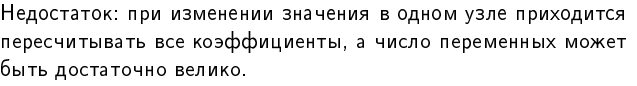 Недостаток: при изменении значения в одном узле приходится
пересчитывать все коэффициенты, а число переменных может
быть достаточно велико.